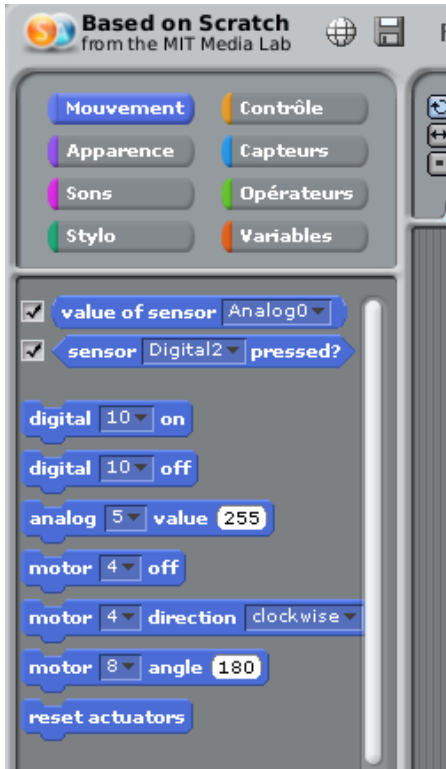 Based on Scratch
from the MIT Media Lab
Mouvement
Contrôle
Apparence
Capteurs
Sons
Opérateurs
Stylo
Variables
value of sensor Analog0
sensor Digital2 pressed?
digital 10 on
digital 10 off
analog 5 value 255
motor 4 off
motor 4 direction clockwise
motor 8 angle 180
reset actuators